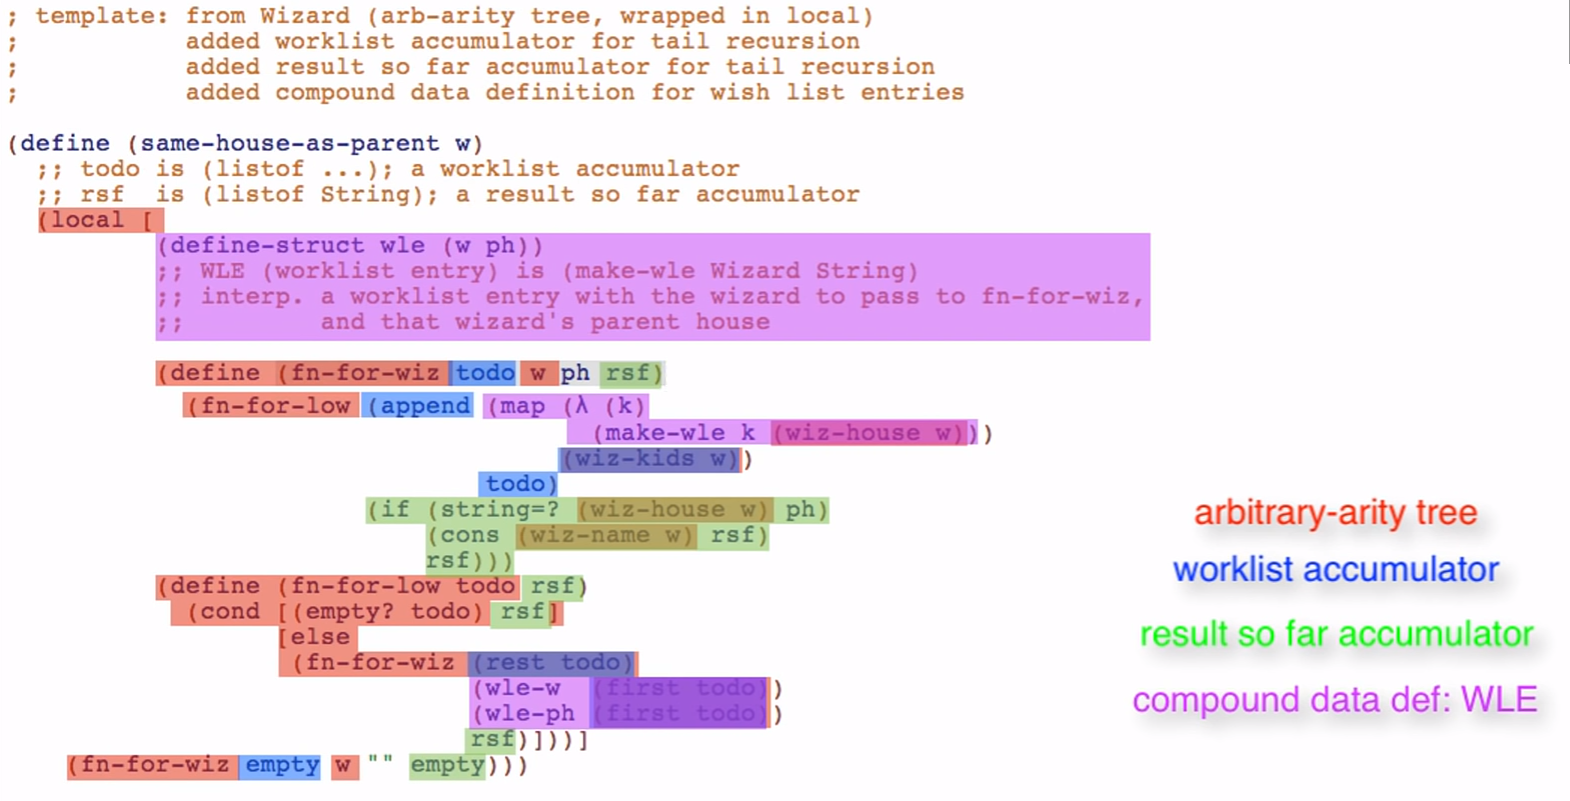 ; template: from Wizard (arb-arity tree, wrapped in local)
;           added worklist accumulator for tail recursion
;           added result so far accumulator for tail recursion
;           added compound data definition for wish list entries
(define (same-house-as-parent w)
  ;; todo is (listof ...); a worklist accumulator
  ;; rsf  is (listof String); a result so far accumulator
  (local [
          (define-struct wle (w ph))
          ;; WLE (worklist entry) is (make-wle Wizard String)
          ;; interp. a worklist entry with the wizard to pass to fn-for-wiz,
          ;;         and that wizard's parent house
          (define (fn-for-wiz todo w ph rsf)
            (fn-for-low (append (map (λ (k)
                                       (make-wle k (wiz-house w)))
                                     (wiz-kids w))
                                todo)
                        (if (string=? (wiz-house w) ph)
                            (cons (wiz-name w) rsf)
                            rsf)))
          (define (fn-for-low todo rsf)
            (cond [(empty? todo) rsf]
                  [else
                   (fn-for-wiz (rest todo)
                               (wle-w  (first todo))
                               (wle-ph (first todo))
                               rsf)]))]
    (fn-for-wiz empty w "" empty)))
arbitrary-arity tree
worklist accumulator
result so far accumulator
compound data def: WLE